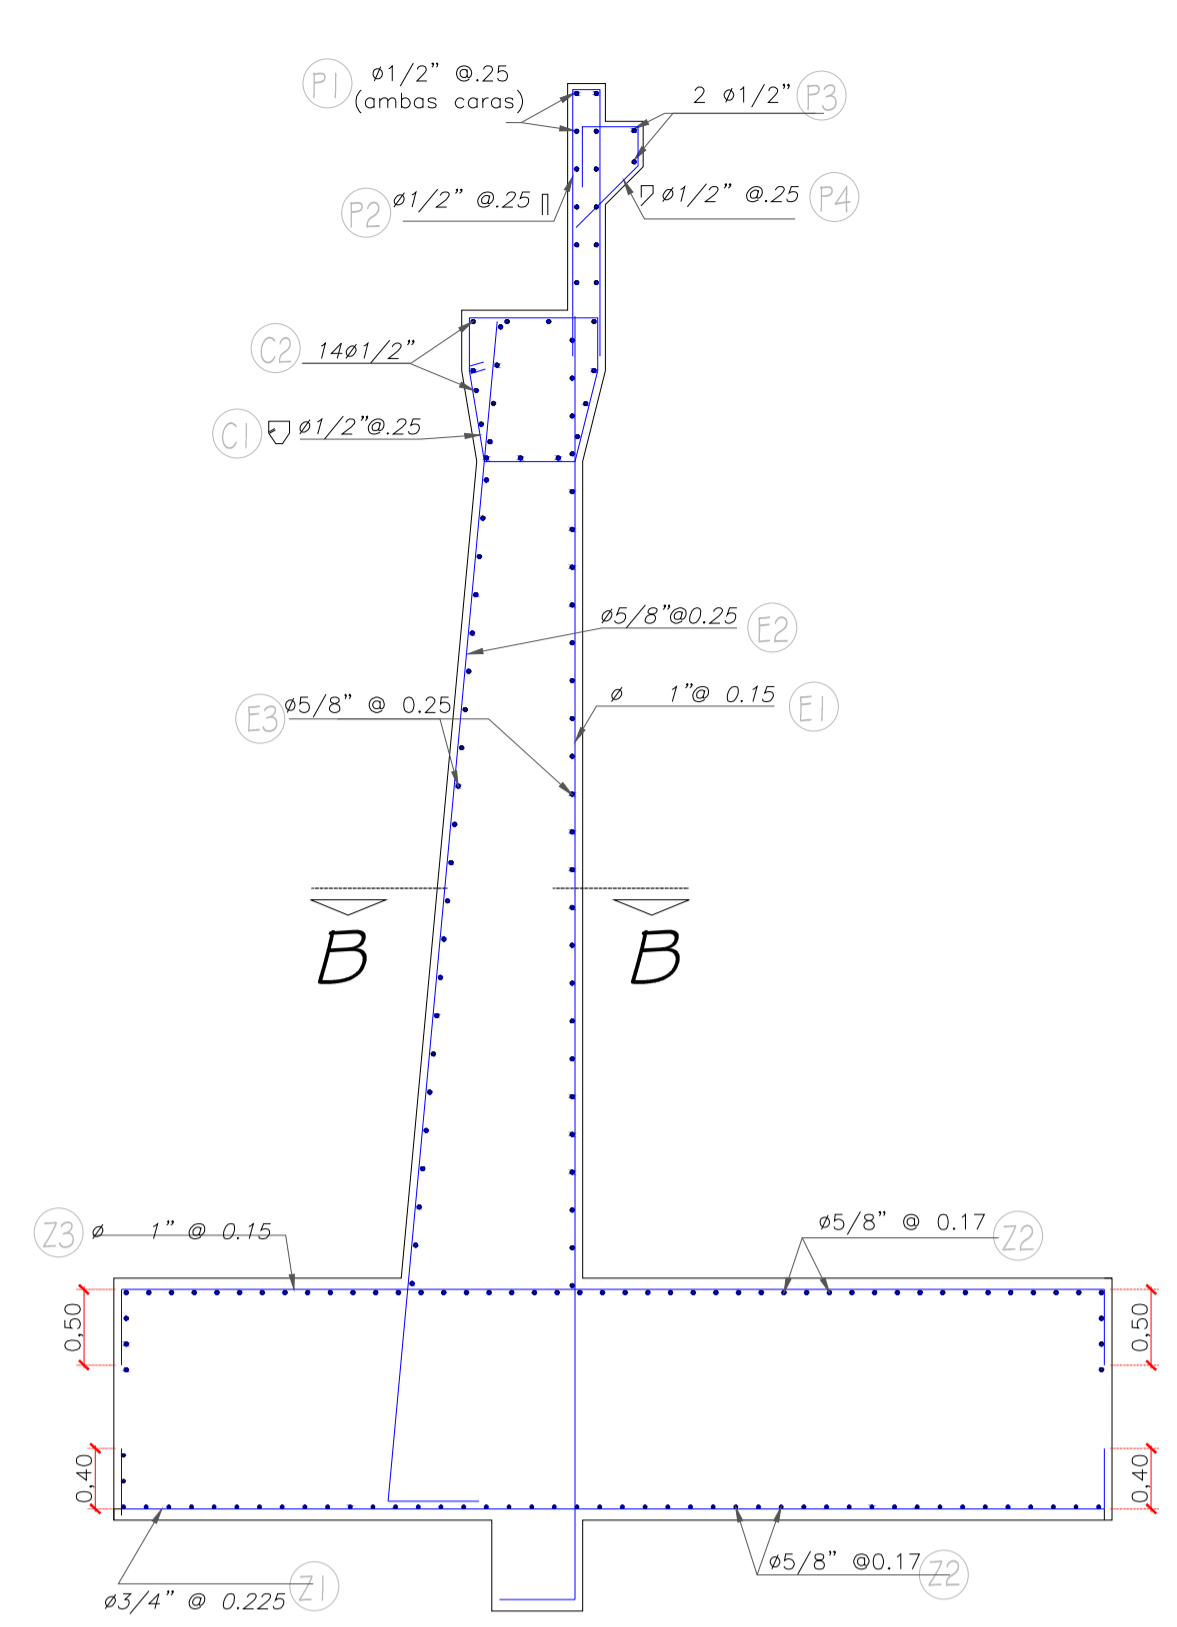 P1 ø1/2” @.25
(ambas caras)
2 ø1/2” P3
P2 ø1/2” @.25
ø1/2” @.25 P4
C2 14ø1/2”
C1 ø1/2”@.25
ø5/8”@0.25 E2
E3 ø5/8” @ 0.25
ø 1”@ 0.15 E1
B B
Z3 ø 1” @ 0.15
ø5/8” @ 0.17 Z2
0,50 0,50
0,40 0,40
ø5/8” @0.17 Z2
ø3/4” @ 0.225 Z1